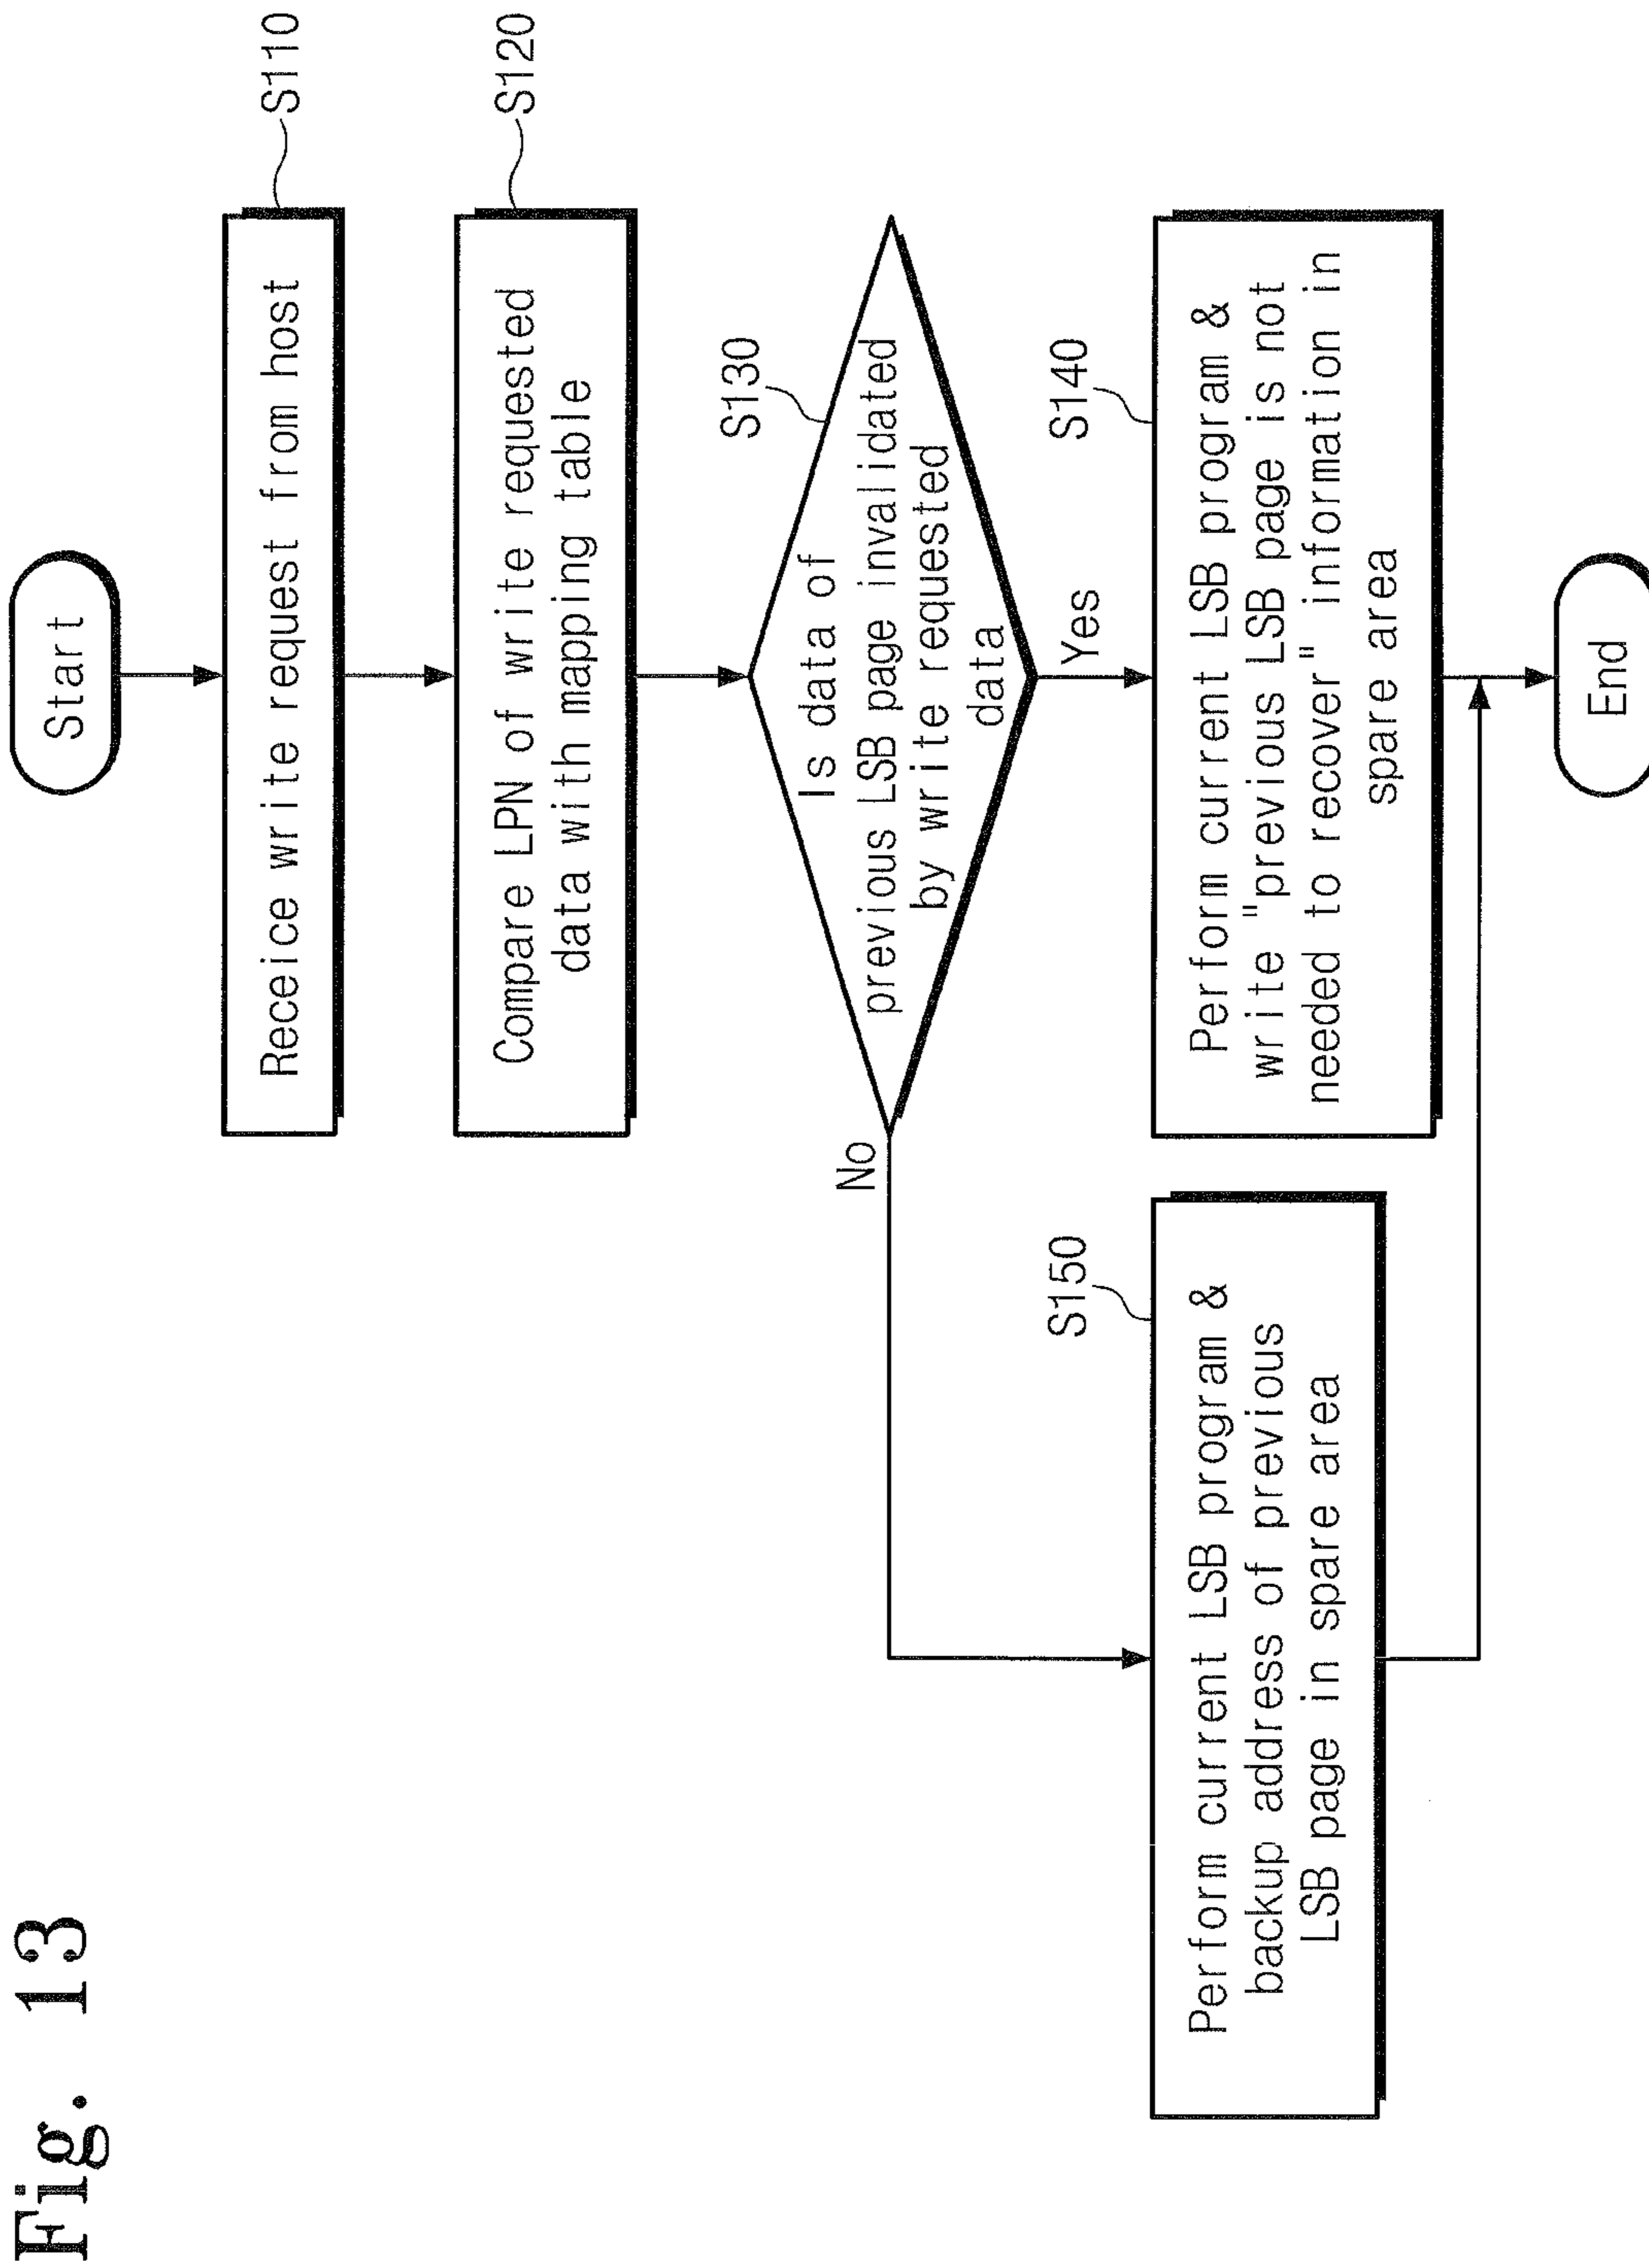 Fig. 13
Start
Receice write request from host
S110
Compare LPN of write requested
data with mapping table
S120
Is data of
previous LSB page invalidated
by write requested
data
S130
No
Yes
Perform current LSB program &
backup address of previous
LSB page in spare area
S150
Perform current LSB program &
write "previous LSB page is not
needed to recover" information in
spare area
S140
End